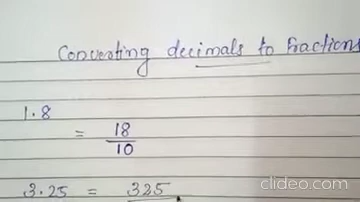 Converting decimals to fractions
1.8
= 18
10
3.25 = 325
clideo.com